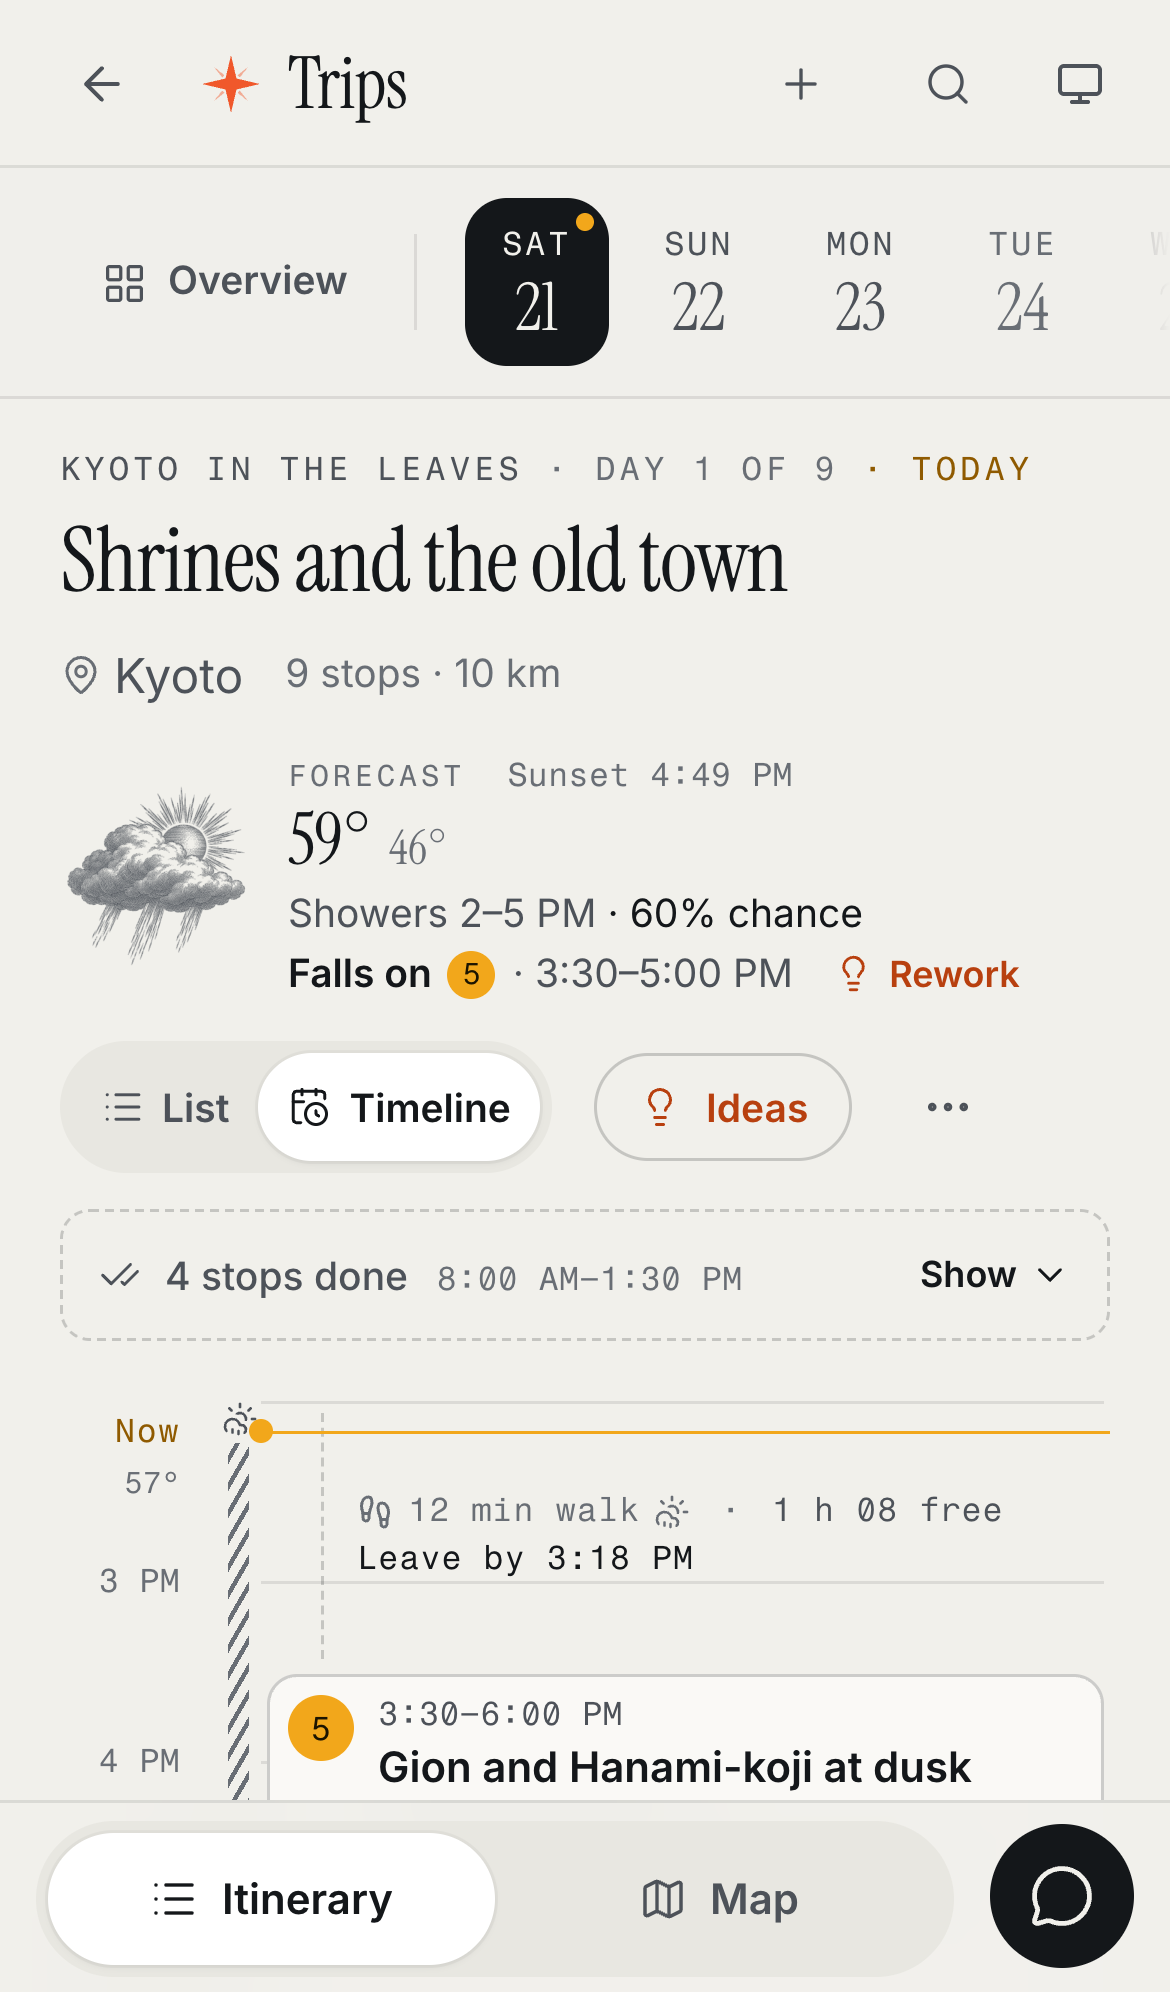 Trips
Overview
SAT
21
SUN
22
MON
23
TUE
24
KYOTO IN THE LEAVES · DAY 1 OF 9 · TODAY
Shrines and the old town
Kyoto 9 stops · 10 km
FORECAST Sunset 4:49 PM
59° 46°
Showers 2–5 PM · 60% chance
Falls on 5 · 3:30–5:00 PM Rework
List Timeline Ideas
4 stops done 8:00 AM–1:30 PM Show
Now
57°
12 min walk · 1 h 08 free
Leave by 3:18 PM
3 PM
5 3:30–6:00 PM
Gion and Hanami-koji at dusk
4 PM
Itinerary Map